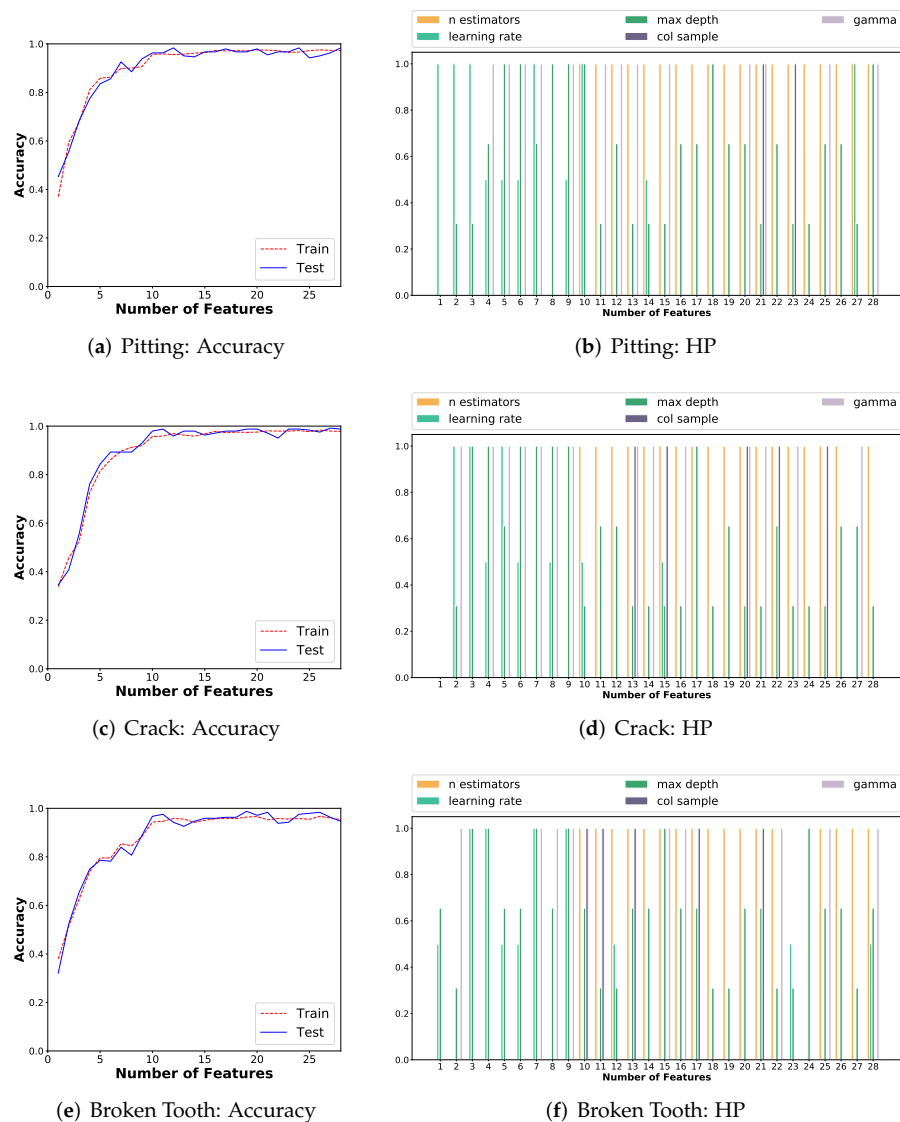 1.0
0.8
0.6
0.4
0.2
0.0
Accuracy
Train
Test
0 5 10 15 20 25
Number of Features
(a) Pitting: Accuracy
n estimators max depth gamma
learning rate col sample
1.0
0.8
0.6
0.4
0.2
0.0
1 2 3 4 5 6 7 8 9 10 11 12 13 14 15 16 17 18 19 20 21 22 23 24 25 26 27 28
Number of Features
(b) Pitting: HP
1.0
0.8
0.6
0.4
0.2
0.0
Accuracy
Train
Test
0 5 10 15 20 25
Number of Features
(c) Crack: Accuracy
n estimators max depth gamma
learning rate col sample
1.0
0.8
0.6
0.4
0.2
0.0
1 2 3 4 5 6 7 8 9 10 11 12 13 14 15 16 17 18 19 20 21 22 23 24 25 26 27 28
Number of Features
(d) Crack: HP
1.0
0.8
0.6
0.4
0.2
0.0
Accuracy
Train
Test
0 5 10 15 20 25
Number of Features
(e) Broken Tooth: Accuracy
n estimators max depth gamma
learning rate col sample
1.0
0.8
0.6
0.4
0.2
0.0
1 2 3 4 5 6 7 8 9 10 11 12 13 14 15 16 17 18 19 20 21 22 23 24 25 26 27 28
Number of Features
(f) Broken Tooth: HP